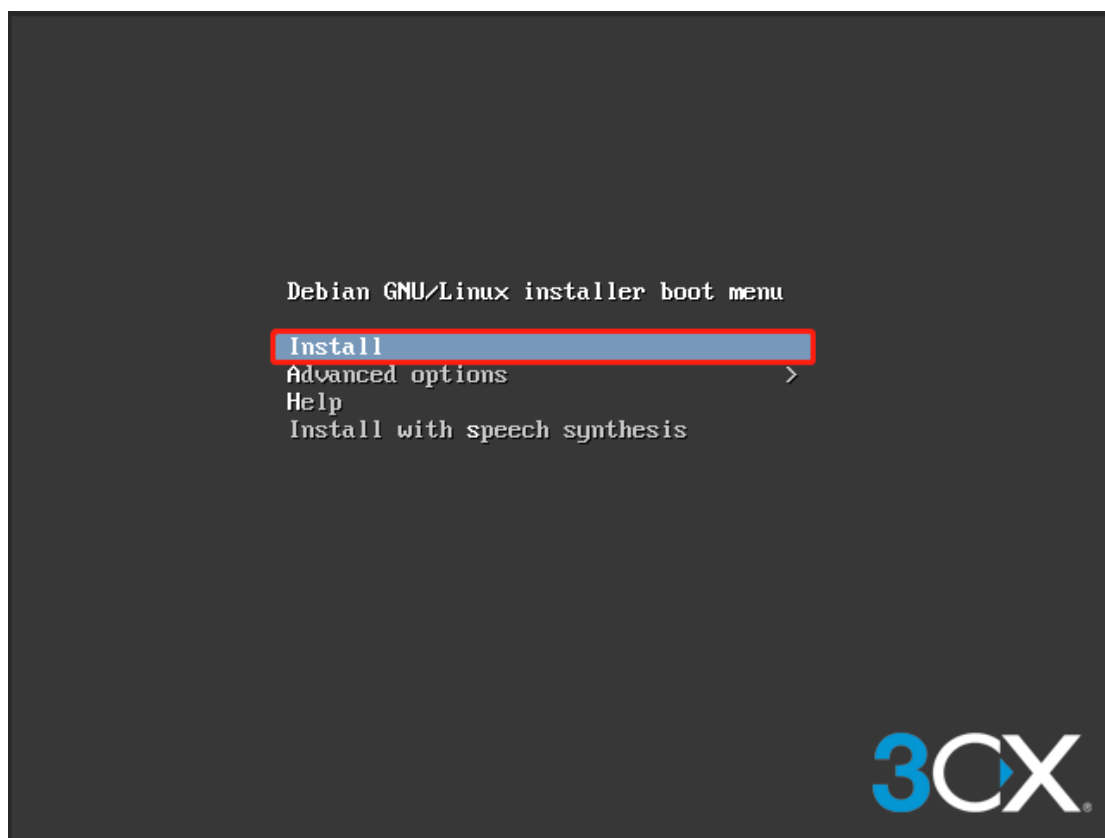 Debian GNU/Linux installer boot menu
Install
Advanced options >
Help
Install with speech synthesis
3CX®